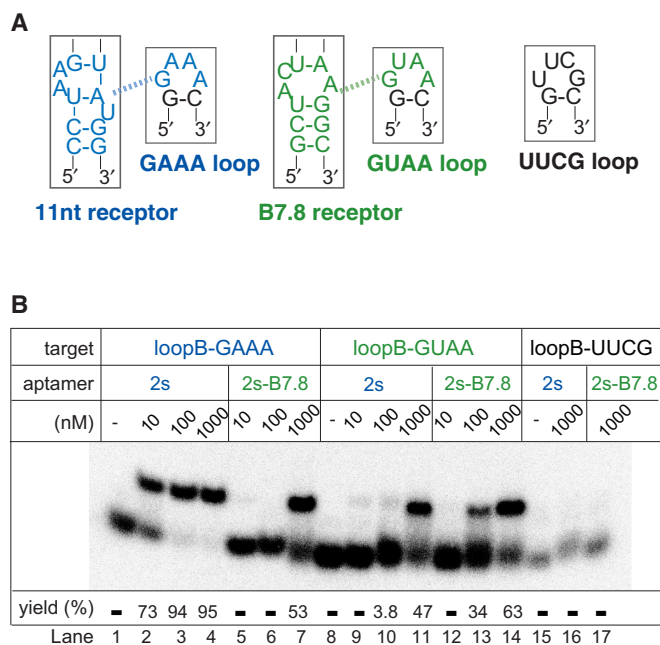 A
A G-U
A
A U-A
U
C-G
C-G
5′ 3′
A A A
G A
G-C
5′ 3′
GAAA loop
11nt receptor
C U-A
A
A U-G
C-G
G-C
5′ 3′
U A
G A
G-C
5′ 3′
GUAA loop
B7.8 receptor
U C
U G
G-C
5′ 3′
UUCG loop
B
target loopB-GAAA loopB-GUAA loopB-UUCG
aptamer 2s 2s-B7.8 2s 2s-B7.8 2s 2s-B7.8
(nM) - 10 100 1000 10 100 1000 - 10 100 1000 10 100 1000 - 1000 1000
yield (%) - 73 94 95 - - 53 - - 3.8 47 - 34 63 - - -
Lane 1 2 3 4 5 6 7 8 9 10 11 12 13 14 15 16 17